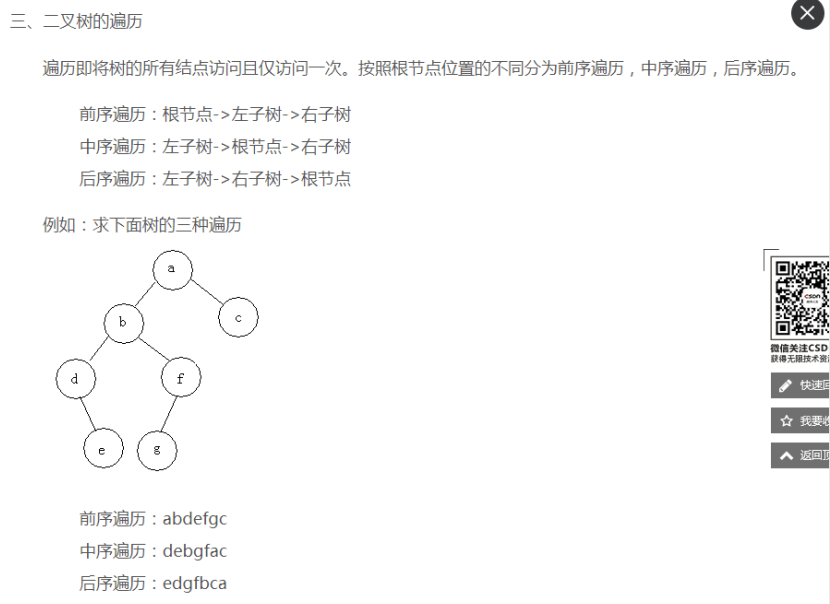 三、二叉树的遍历
遍历即将树的所有结点访问且仅访问一次。按照根节点位置的不同分为前序遍历，中序遍历，后序遍历。
前序遍历：根节点->左子树->右子树
中序遍历：左子树->根节点->右子树
后序遍历：左子树->右子树->根节点
例如：求下面树的三种遍历
a
b
c
d
f
e
g
前序遍历：abdefgc
中序遍历：debgfac
后序遍历：edgfbca
CSDN
微信关注CSD
获得无限技术资
快速回
我要收
返回顶